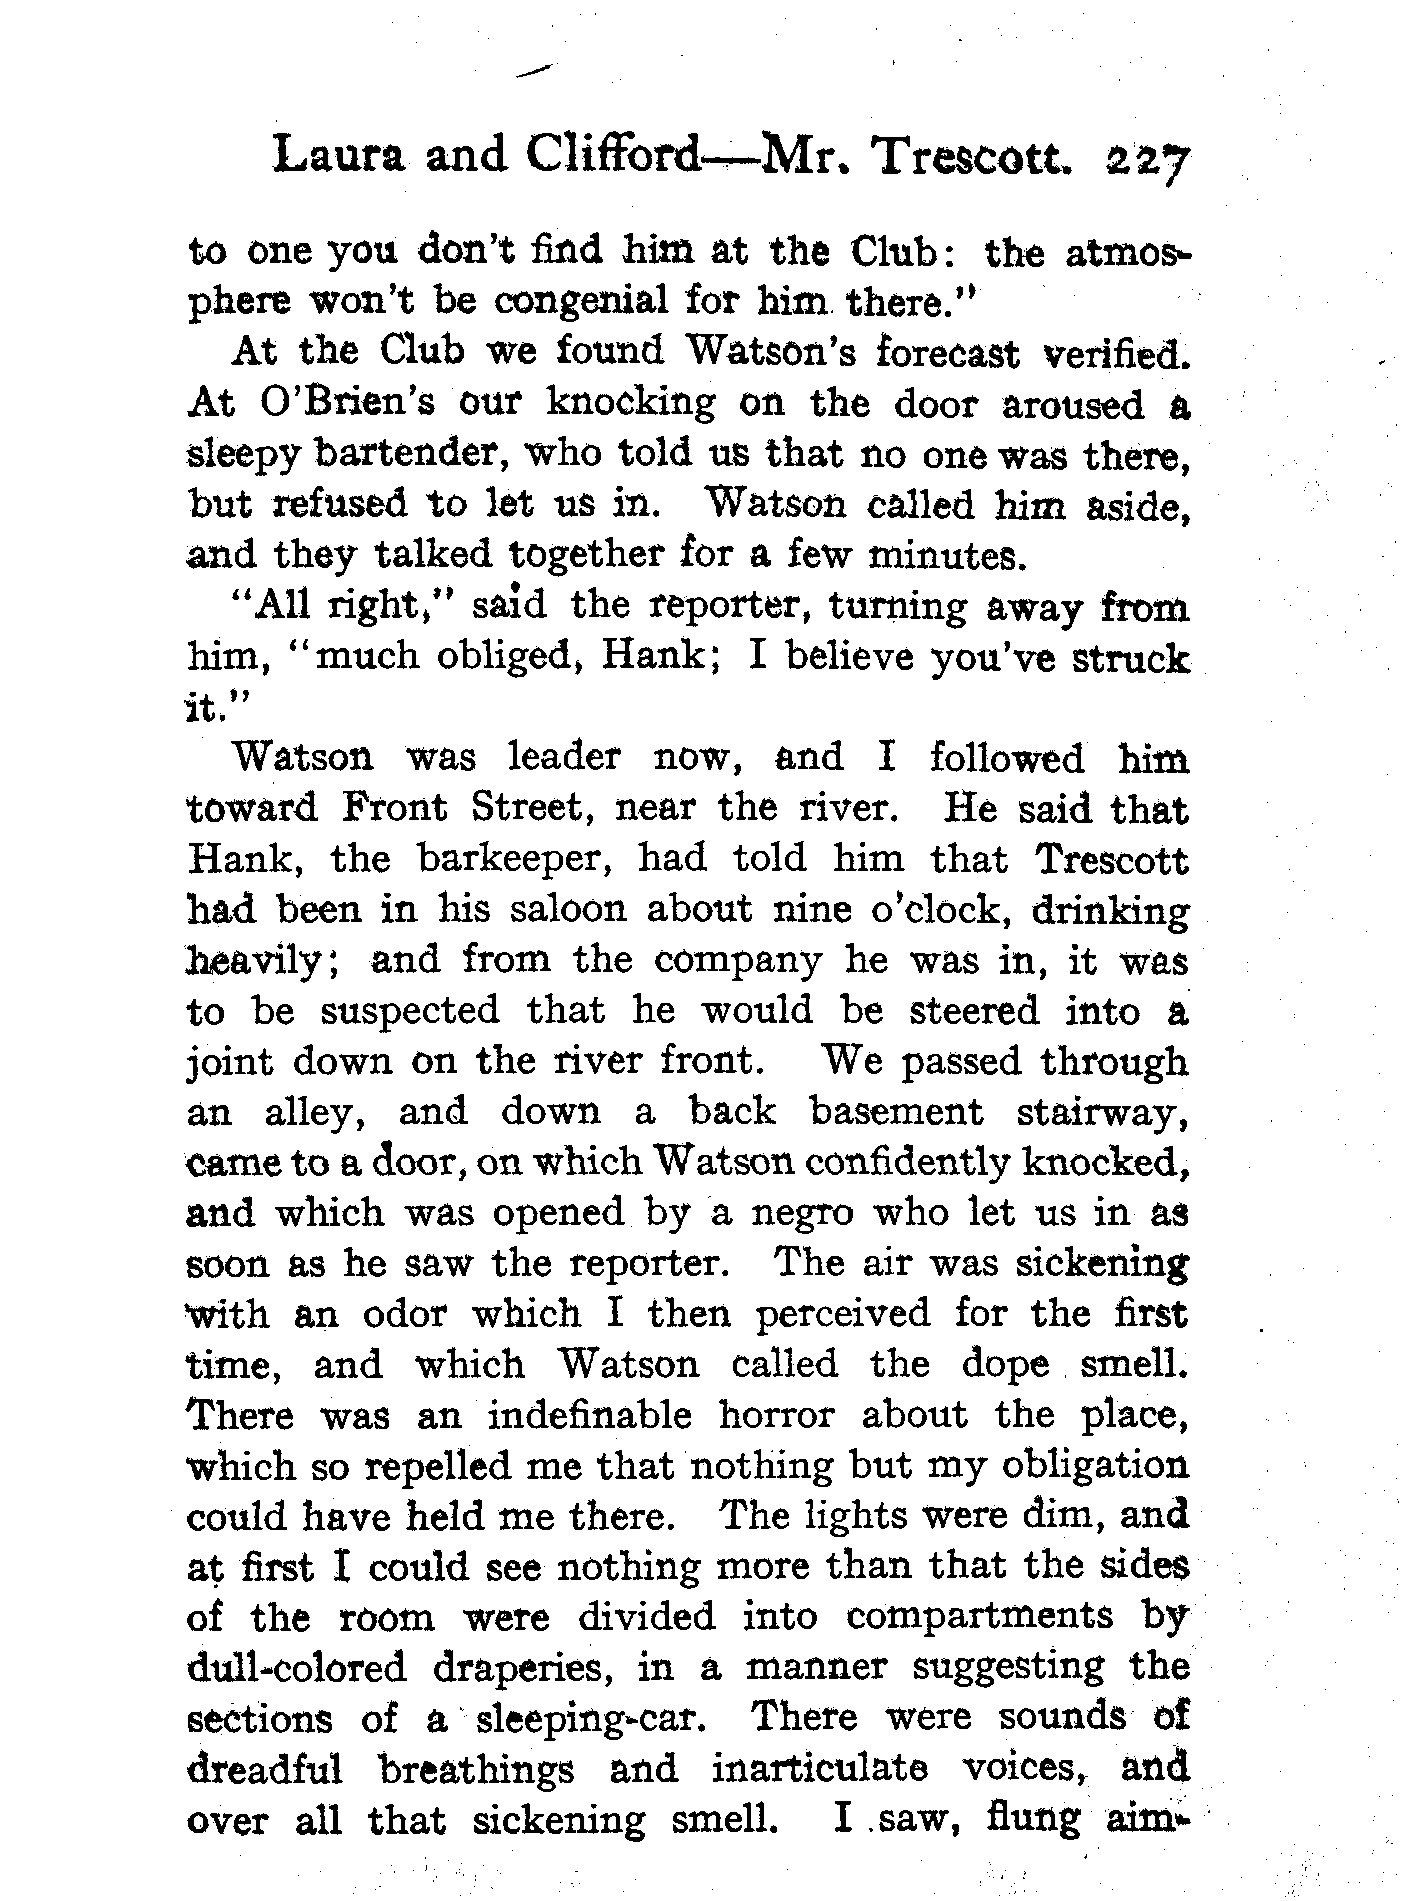 Laura and Clifford—Mr. Trescott. 227
to one you don't find him at the Club: the atmos-
phere won't be congenial for him there."
At the Club we found Watson's forecast verified.
At O'Brien's our knocking on the door aroused a
sleepy bartender, who told us that no one was there,
but refused to let us in. Watson called him aside,
and they talked together for a few minutes.
"All right," said the reporter, turning away from
him, "much obliged, Hank; I believe you've struck
it."
Watson was leader now, and I followed him
toward Front Street, near the river. He said that
Hank, the barkeeper, had told him that Trescott
had been in his saloon about nine o'clock, drinking
heavily; and from the company he was in, it was
to be suspected that he would be steered into a
joint down on the river front. We passed through
an alley, and down a back basement stairway,
came to a door, on which Watson confidently knocked,
and which was opened by a negro who let us in as
soon as he saw the reporter. The air was sickening
with an odor which I then perceived for the first
time, and which Watson called the dope smell.
There was an indefinable horror about the place,
which so repelled me that nothing but my obligation
could have held me there. The lights were dim, and
at first I could see nothing more than that the sides
of the room were divided into compartments by
dull-colored draperies, in a manner suggesting the
sections of a sleeping-car. There were sounds of
dreadful breathings and inarticulate voices, and
over all that sickening smell. I saw, flung aim-